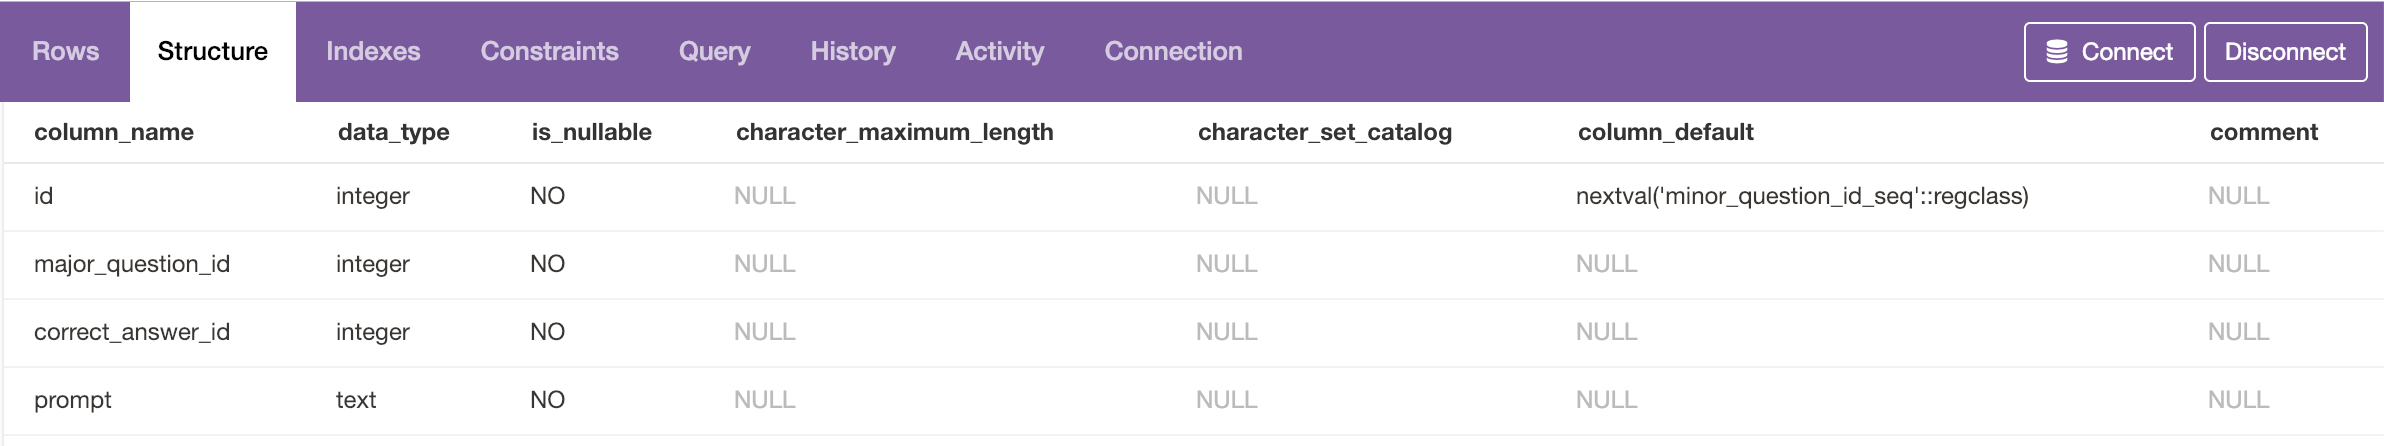 Rows Structure Indexes Constraints Query History Activity Connection Connect Disconnect
column_name data_type is_nullable character_maximum_length character_set_catalog column_default comment
id integer NO NULL NULL nextval('minor_question_id_seq'::regclass) NULL
major_question_id integer NO NULL NULL NULL NULL
correct_answer_id integer NO NULL NULL NULL NULL
prompt text NO NULL NULL NULL NULL